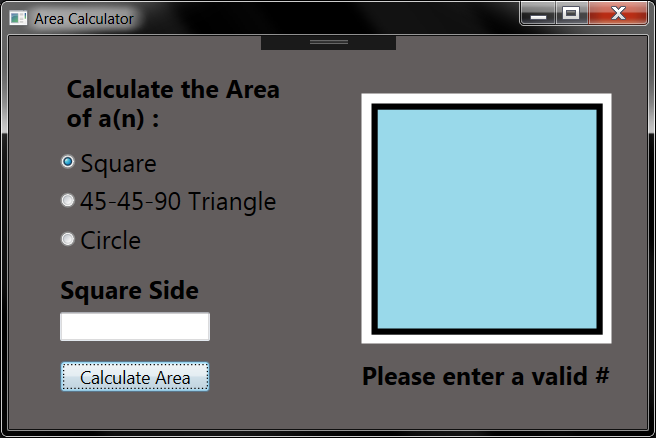 Area Calculator
Calculate the Area
of a(n) :
Square
45-45-90 Triangle
Circle
Square Side
Calculate Area
Please enter a valid #